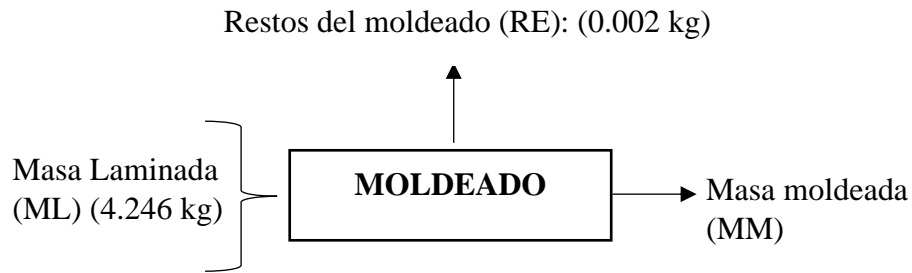 Restos del moldeado (RE): (0.002 kg)
Masa Laminada
(ML) (4.246 kg)
MOLDEADO
Masa moldeada
(MM)